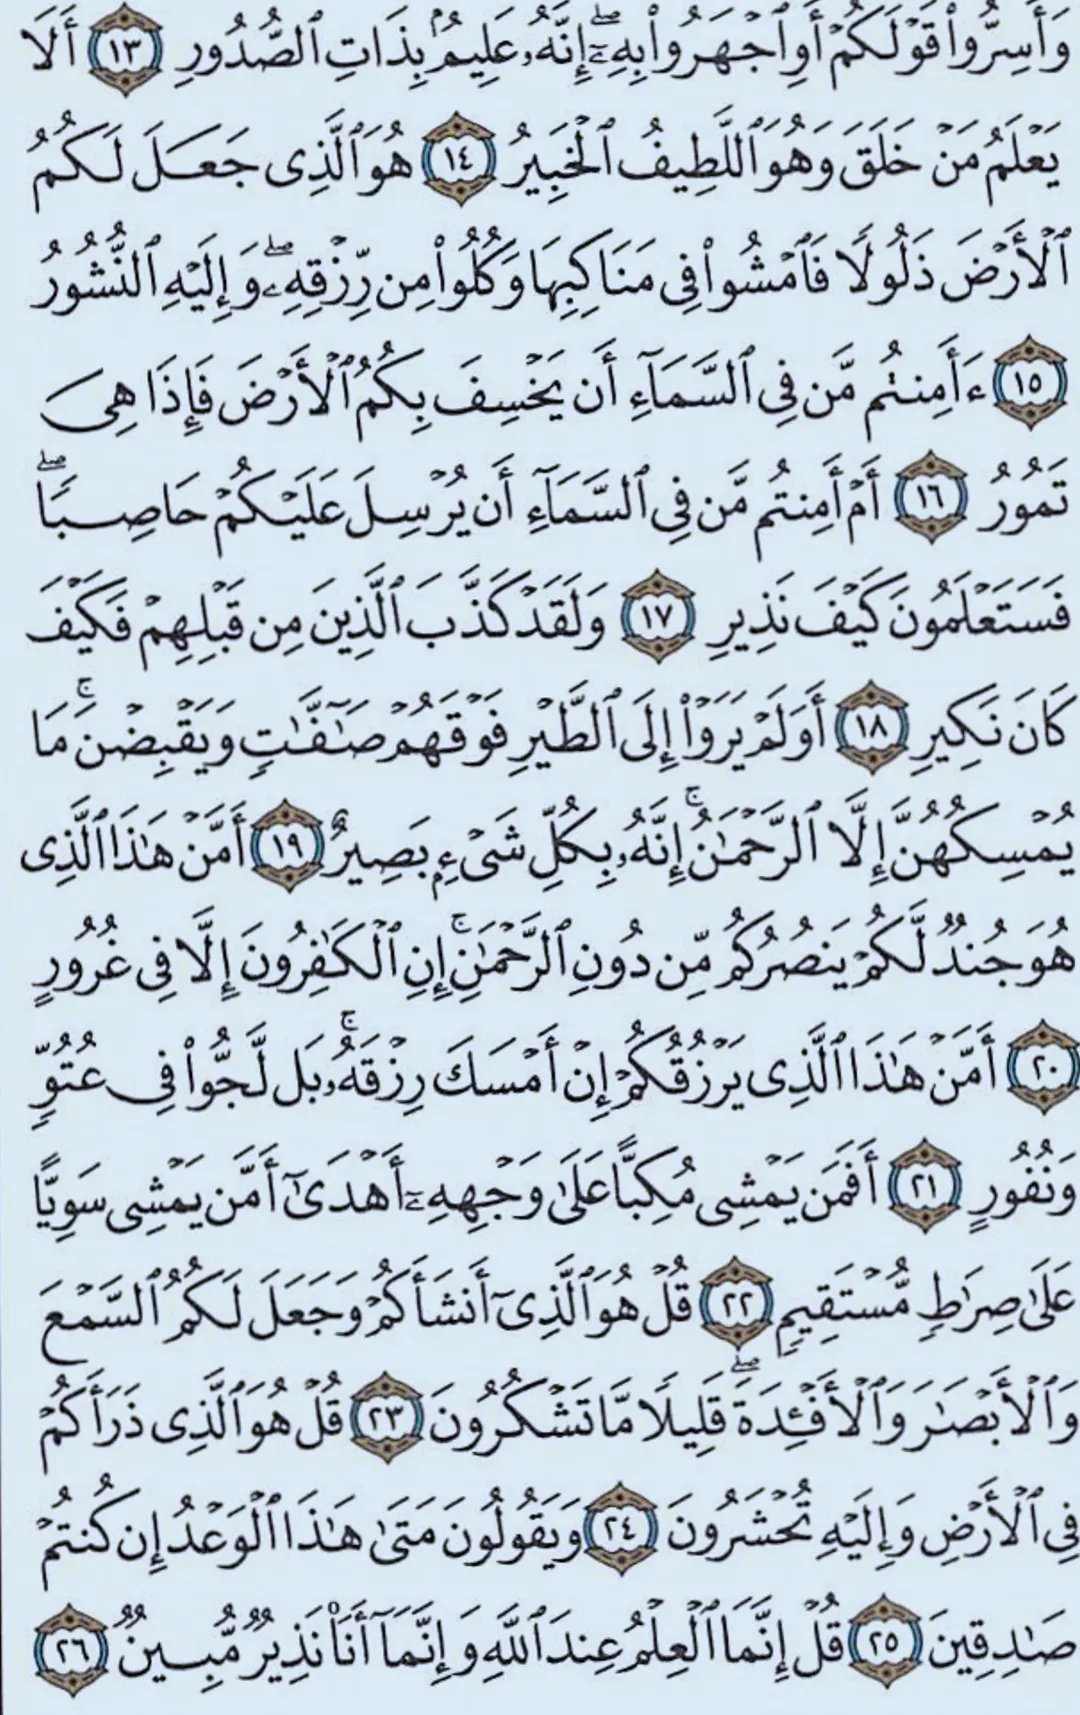 وَأَسِرُّوا۟ قَوْلَكُمْ أَوِ ٱجْهَرُوا۟ بِهِۦٓ ۖ إِنَّهُۥ عَلِيمٌۢ بِذَاتِ ٱلصُّدُورِ ١٣ أَلَا
يَعْلَمُ مَنْ خَلَقَ وَهُوَ ٱللَّطِيفُ ٱلْخَبِيرُ ١٤ هُوَ ٱلَّذِى جَعَلَ لَكُمُ
ٱلْأَرْضَ ذَلُولًا فَٱمْشُوا۟ فِى مَنَاكِبِهَا وَكُلُوا۟ مِن رِّزْقِهِۦ ۖ وَإِلَيْهِ ٱلنُّشُورُ
١٥ ءَأَمِنتُم مَّن فِى ٱلسَّمَآءِ أَن يَخْسِفَ بِكُمُ ٱلْأَرْضَ فَإِذَا هِىَ
تَمُورُ ١٦ أَمْ أَمِنتُم مَّن فِى ٱلسَّمَآءِ أَن يُرْسِلَ عَلَيْكُمْ حَاصِبًا ۖ
فَسَتَعْلَمُونَ كَيْفَ نَذِيرِ ١٧ وَلَقَدْ كَذَّبَ ٱلَّذِينَ مِن قَبْلِهِمْ فَكَيْفَ
كَانَ نَكِيرِ ١٨ أَوَلَمْ يَرَوْا۟ إِلَى ٱلطَّيْرِ فَوْقَهُمْ صَٰٓفَّٰتٍ وَيَقْبِضْنَ ۚ مَا
يُمْسِكُهُنَّ إِلَّا ٱلرَّحْمَٰنُ ۚ إِنَّهُۥ بِكُلِّ شَىْءٍۭ بَصِيرٌ ١٩ أَمَّنْ هَٰذَا ٱلَّذِى
هُوَ جُندٌ لَّكُمْ يَنصُرُكُم مِّن دُونِ ٱلرَّحْمَٰنِ ۚ إِنِ ٱلْكَٰفِرُونَ إِلَّا فِى غُرُورٍ
٢٠ أَمَّنْ هَٰذَا ٱلَّذِى يَرْزُقُكُمْ إِنْ أَمْسَكَ رِزْقَهُۥ ۚ بَل لَّجُّوا۟ فِى عُتُوٍّ
وَنُفُورٍ ٢١ أَفَمَن يَمْشِى مُكِبًّا عَلَىٰ وَجْهِهِۦٓ أَهْدَىٰٓ أَمَّن يَمْشِى سَوِيًّا
عَلَىٰ صِرَٰطٍ مُّسْتَقِيمٍ ٢٢ قُلْ هُوَ ٱلَّذِىٓ أَنشَأَكُمْ وَجَعَلَ لَكُمُ ٱلسَّمْعَ
وَٱلْأَبْصَٰرَ وَٱلْأَفْـِٔدَةَ ۖ قَلِيلًا مَّا تَشْكُرُونَ ٢٣ قُلْ هُوَ ٱلَّذِى ذَرَأَكُمْ
فِى ٱلْأَرْضِ وَإِلَيْهِ تُحْشَرُونَ ٢٤ وَيَقُولُونَ مَتَىٰ هَٰذَا ٱلْوَعْدُ إِن كُنتُمْ
صَٰدِقِينَ ٢٥ قُلْ إِنَّمَا ٱلْعِلْمُ عِندَ ٱللَّهِ وَإِنَّمَآ أَنَا۠ نَذِيرٌ مُّبِينٌ ٢٦